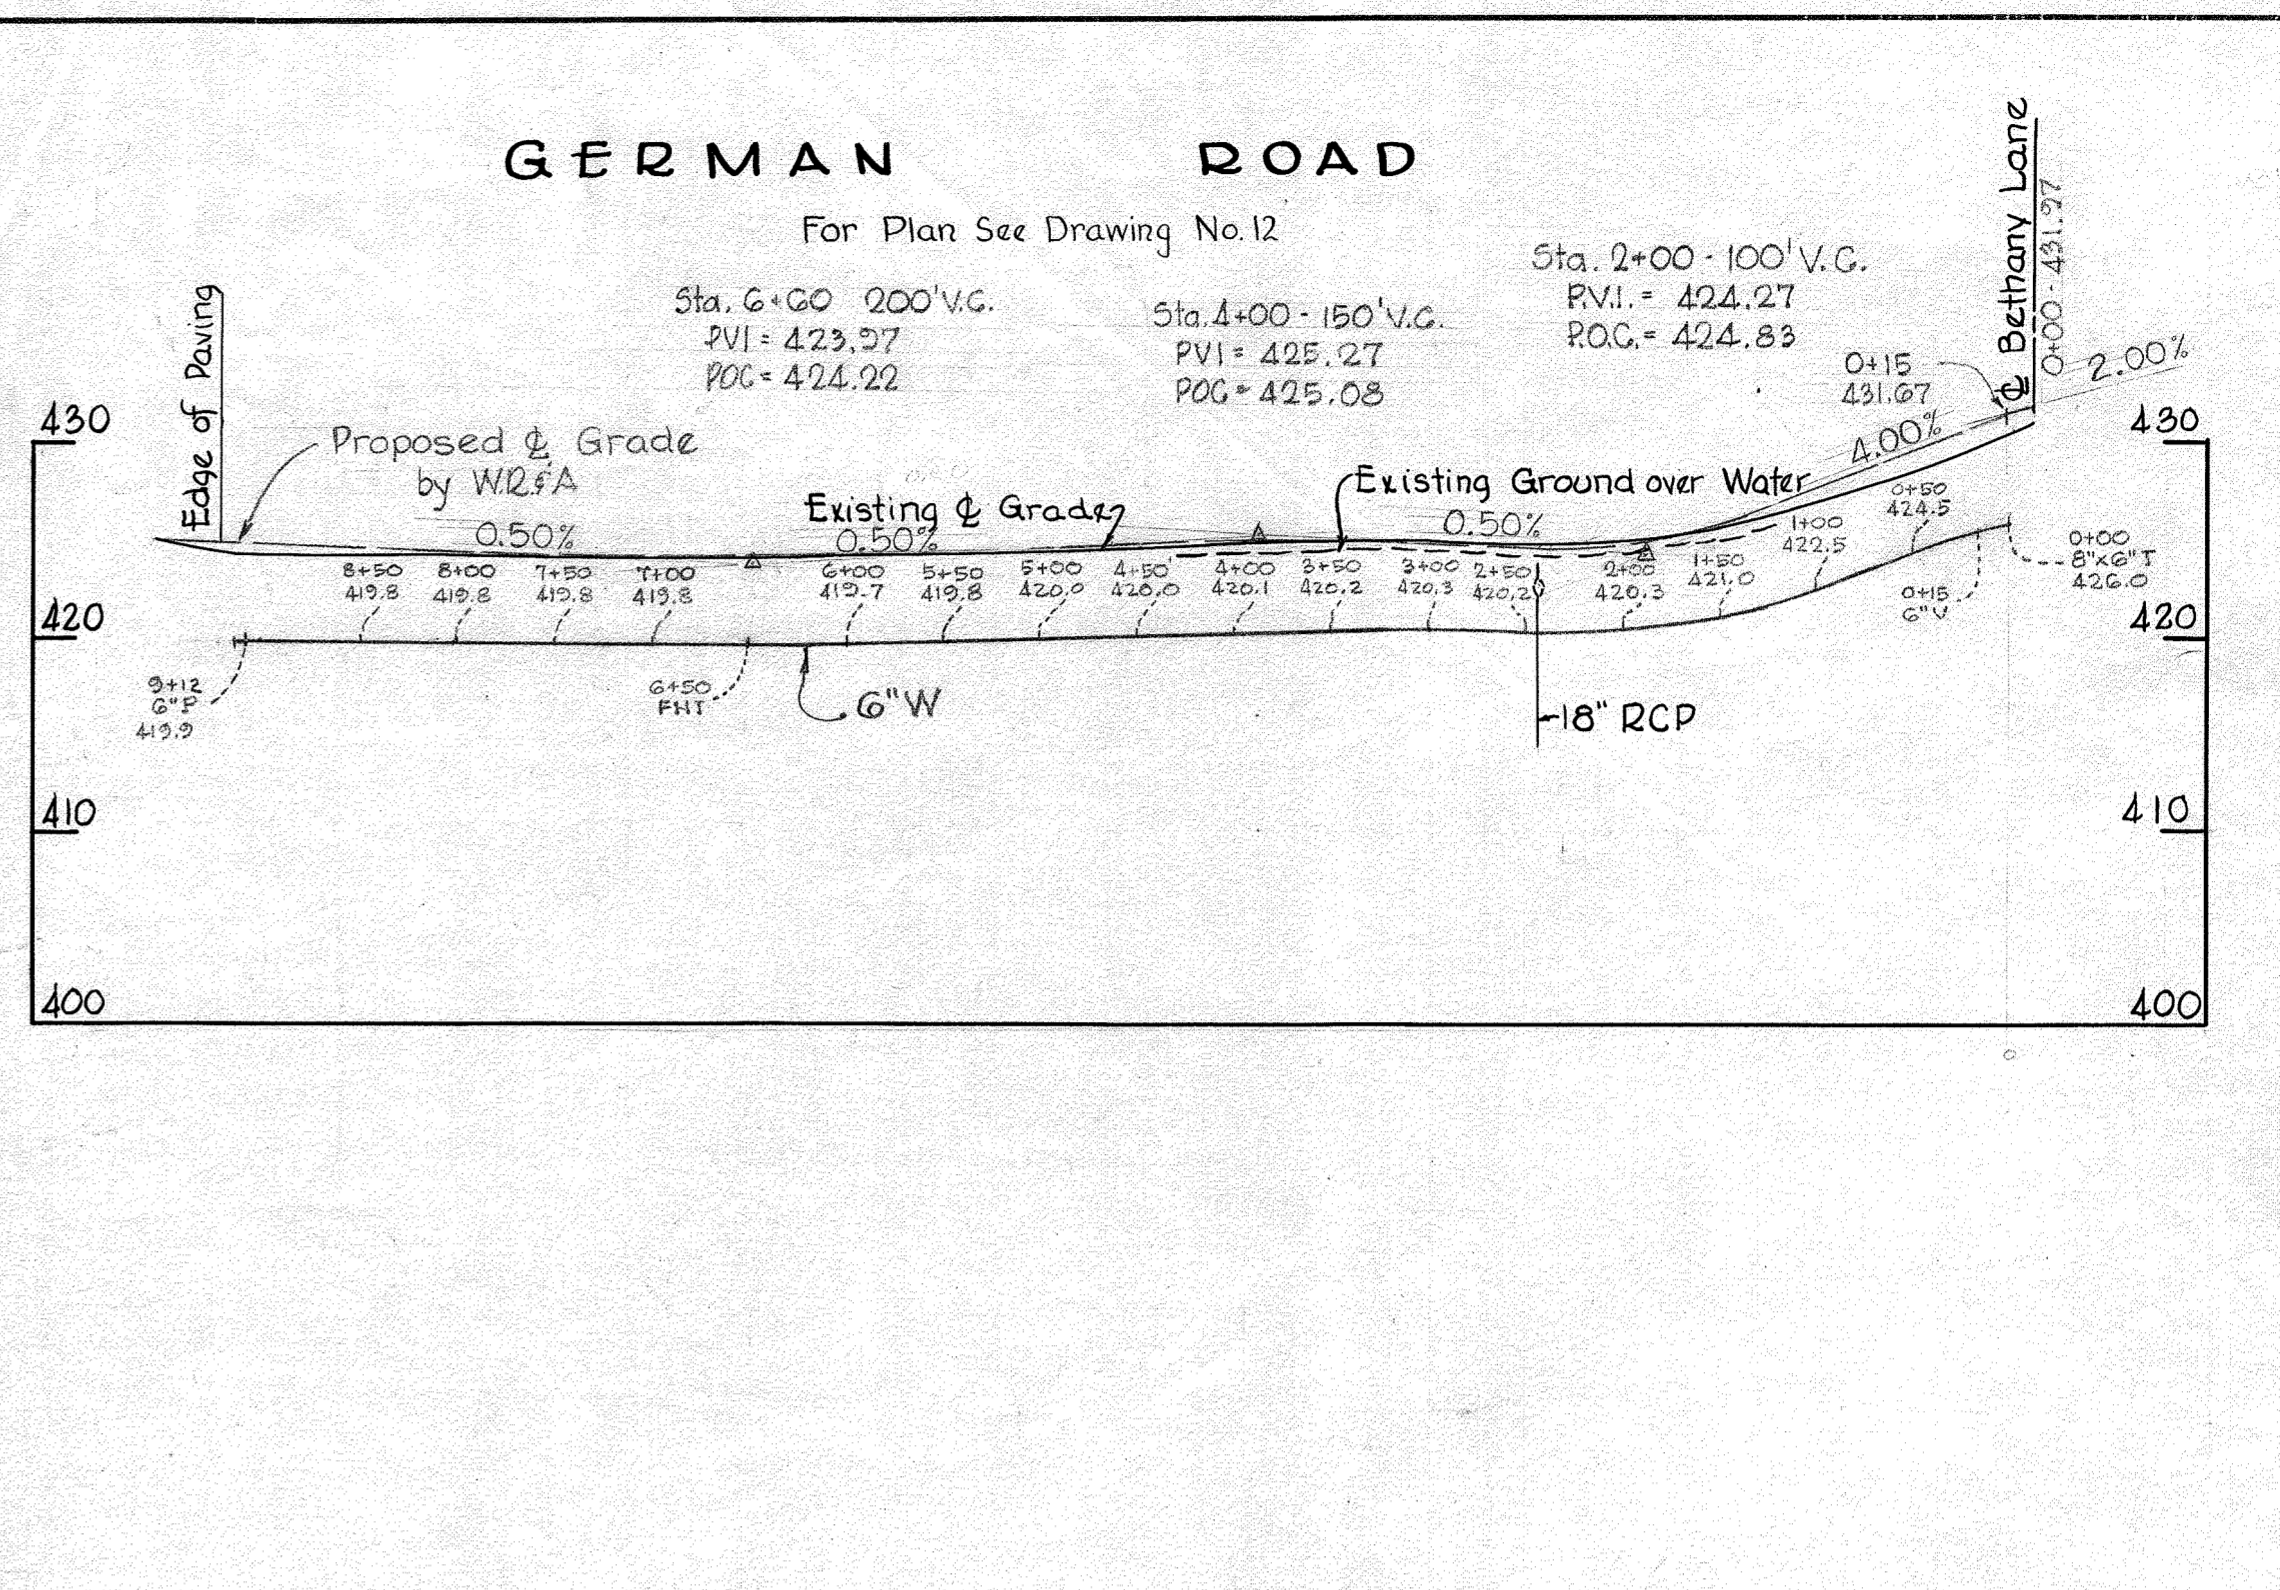 GERMAN ROAD
For Plan See Drawing No. 12
Sta. 6+60 200' V.C.
PVI = 423.97
POC = 424.22
Sta. 4+00 - 150' V.C.
PVI = 425.27
POC = 425.08
Sta. 2+00 - 100' V.C.
P.V.I. = 424.27
P.O.C. = 424.83
0+15
431.67
℄ Bethany Lane
0+00 - 431.97
2.00%
4.00%
Edge of Paving
430
430
Proposed ℄ Grade
by W.R.&A
0.50%
Existing ℄ Grade
0.50%
Existing Ground over Water
0.50%
8+50
419.8
8+00
419.8
7+50
419.8
7+00
419.8
6+00
419.7
5+50
419.8
5+00
420.0
4+50
420.0
4+00
420.1
3+50
420.2
3+00
420.3
2+50
420.2
2+00
420.3
1+50
421.0
1+00
422.5
0+50
424.5
0+15
6"V
0+00
8"x6"T
426.0
420
420
9+12
6"P
419.9
6+50
FHT
6"W
18" RCP
410
410
400
400